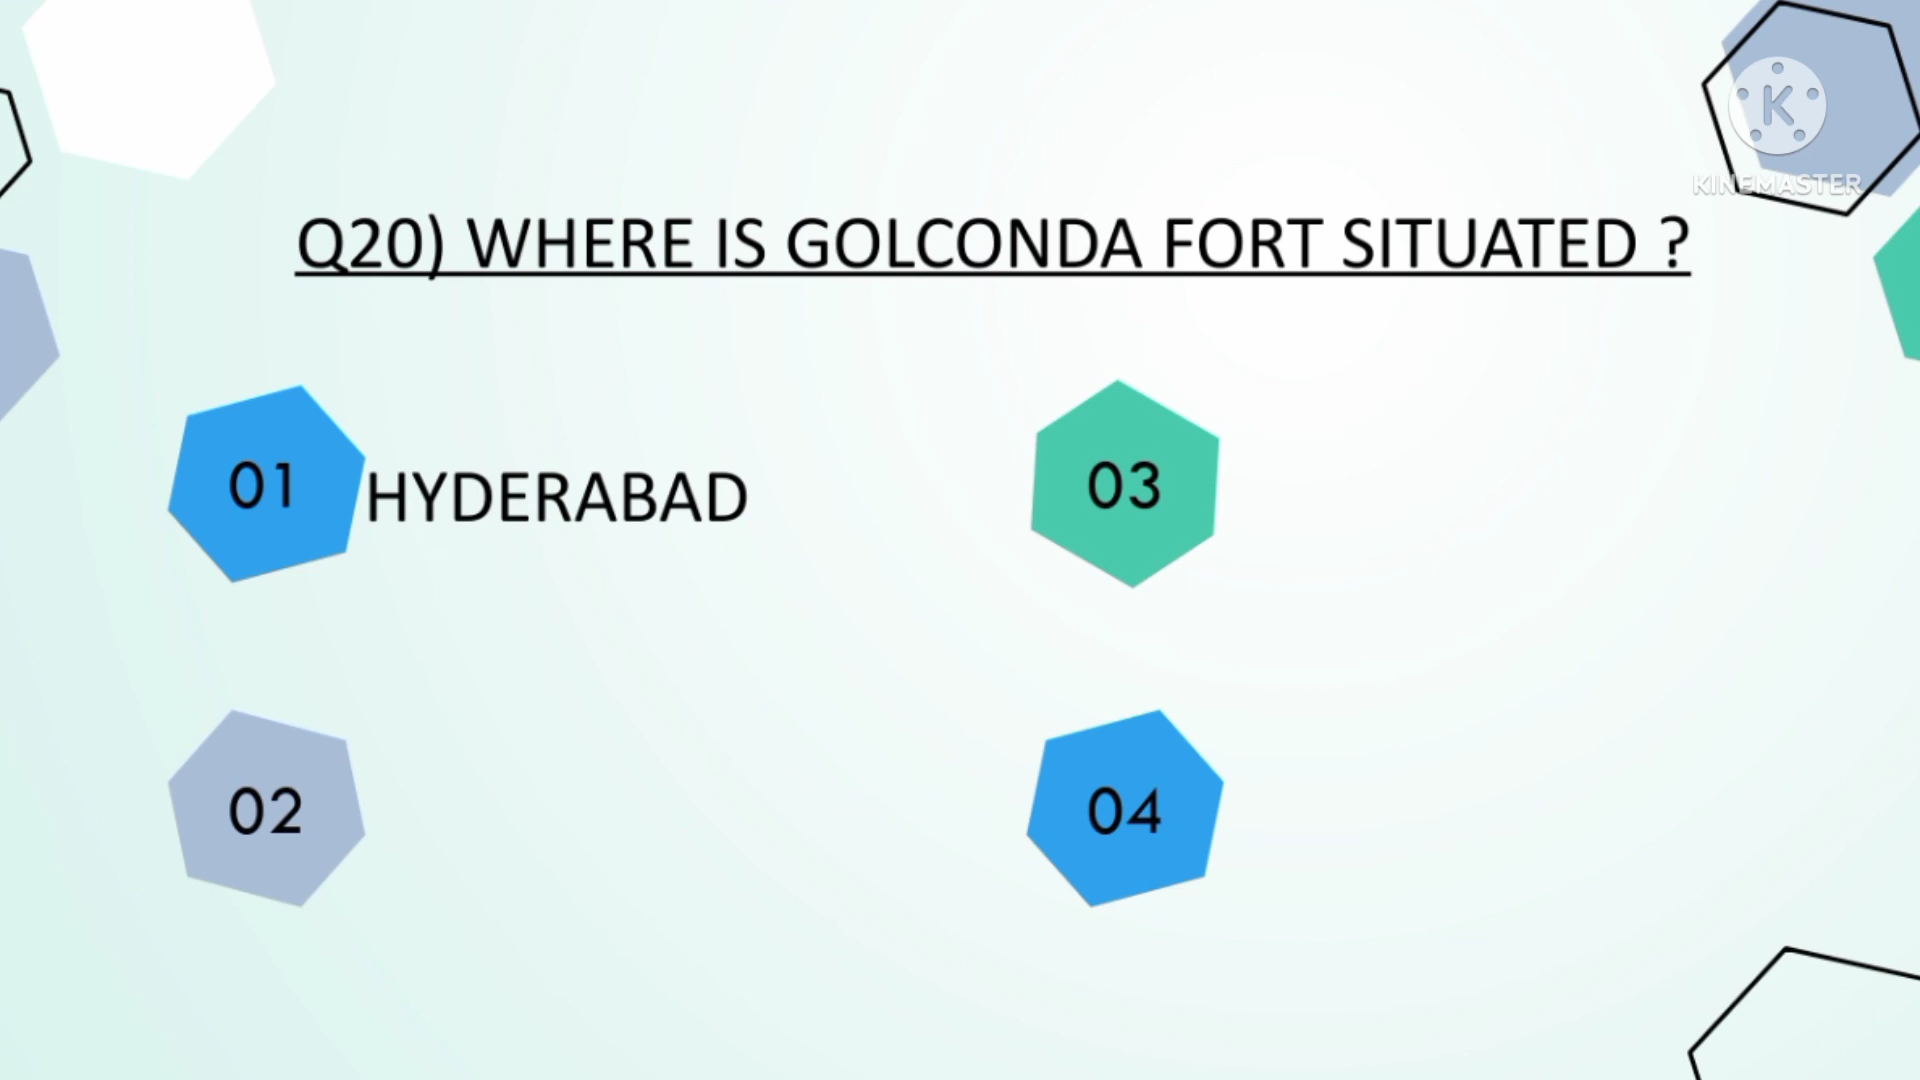 K
KINEMASTER
Q20) WHERE IS GOLCONDA FORT SITUATED ?
01 HYDERABAD
03
02
04